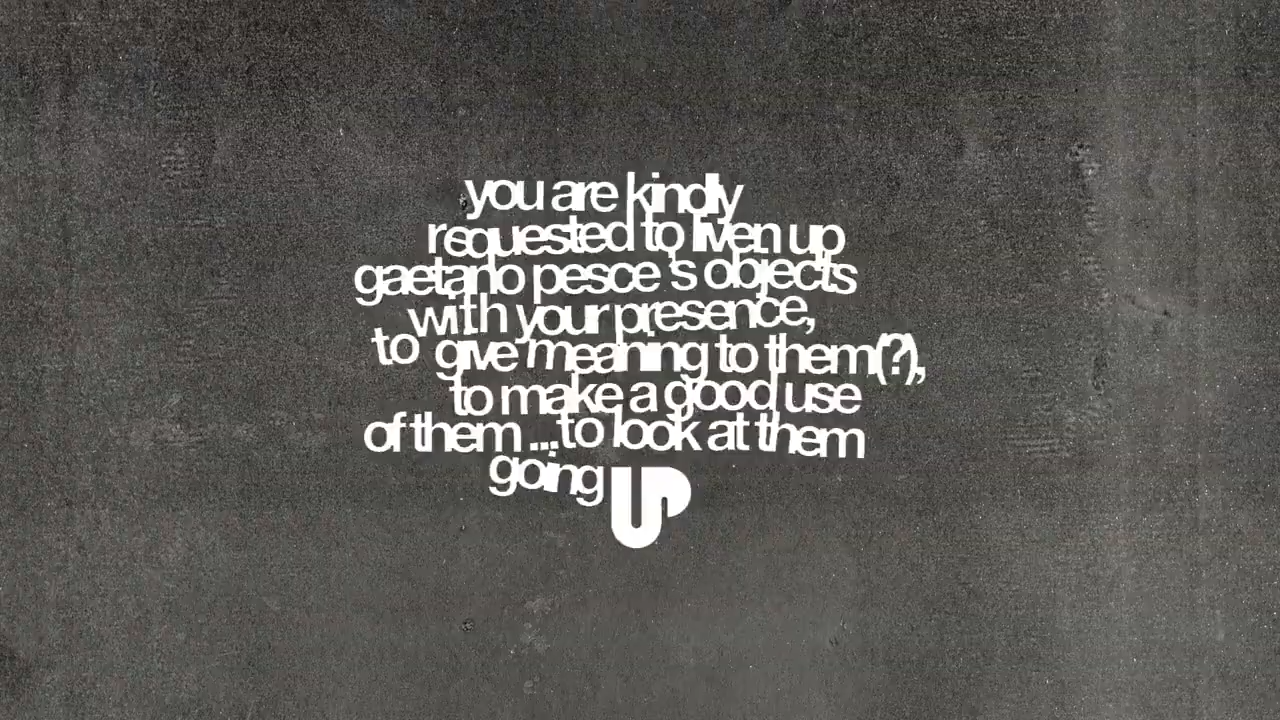 you are kindly
requested to liven up
gaetano pesce's objects
with your presence,
to give meaning to them(?),
to make a good use
of them ...to look at them
going UP